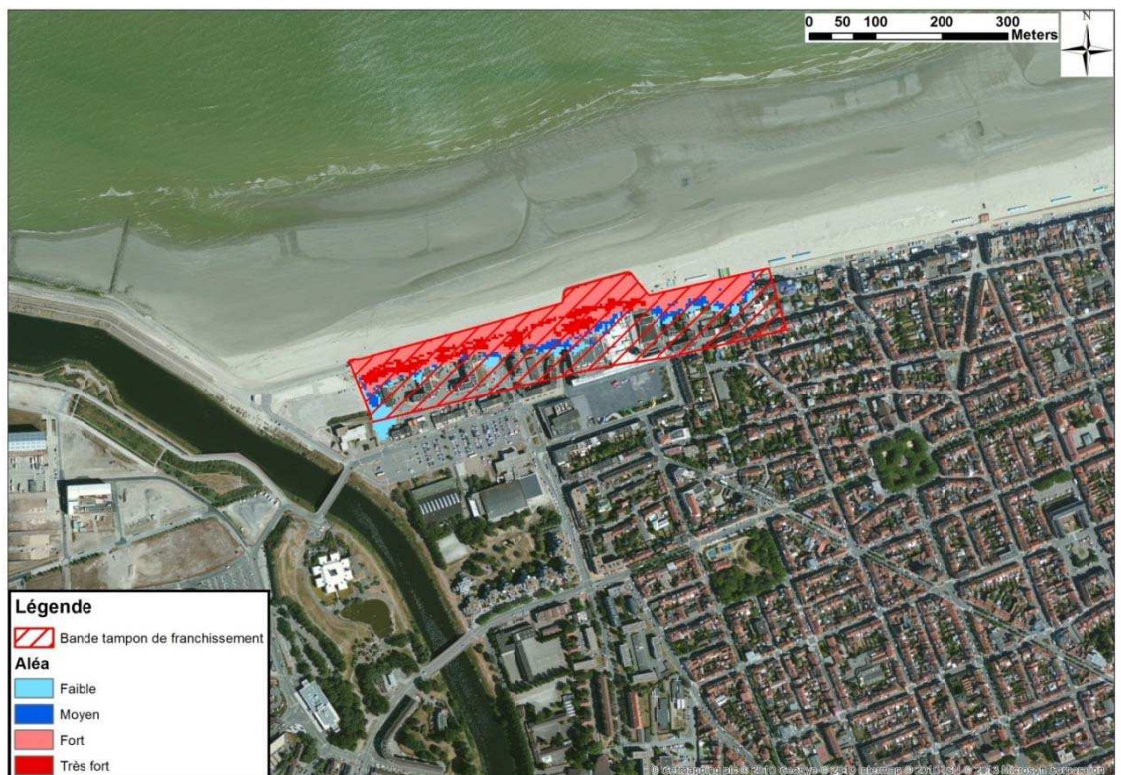 0 50 100 200 300
Meters
N
Légende
Bande tampon de franchissement
Aléa
Faible
Moyen
Fort
Très fort